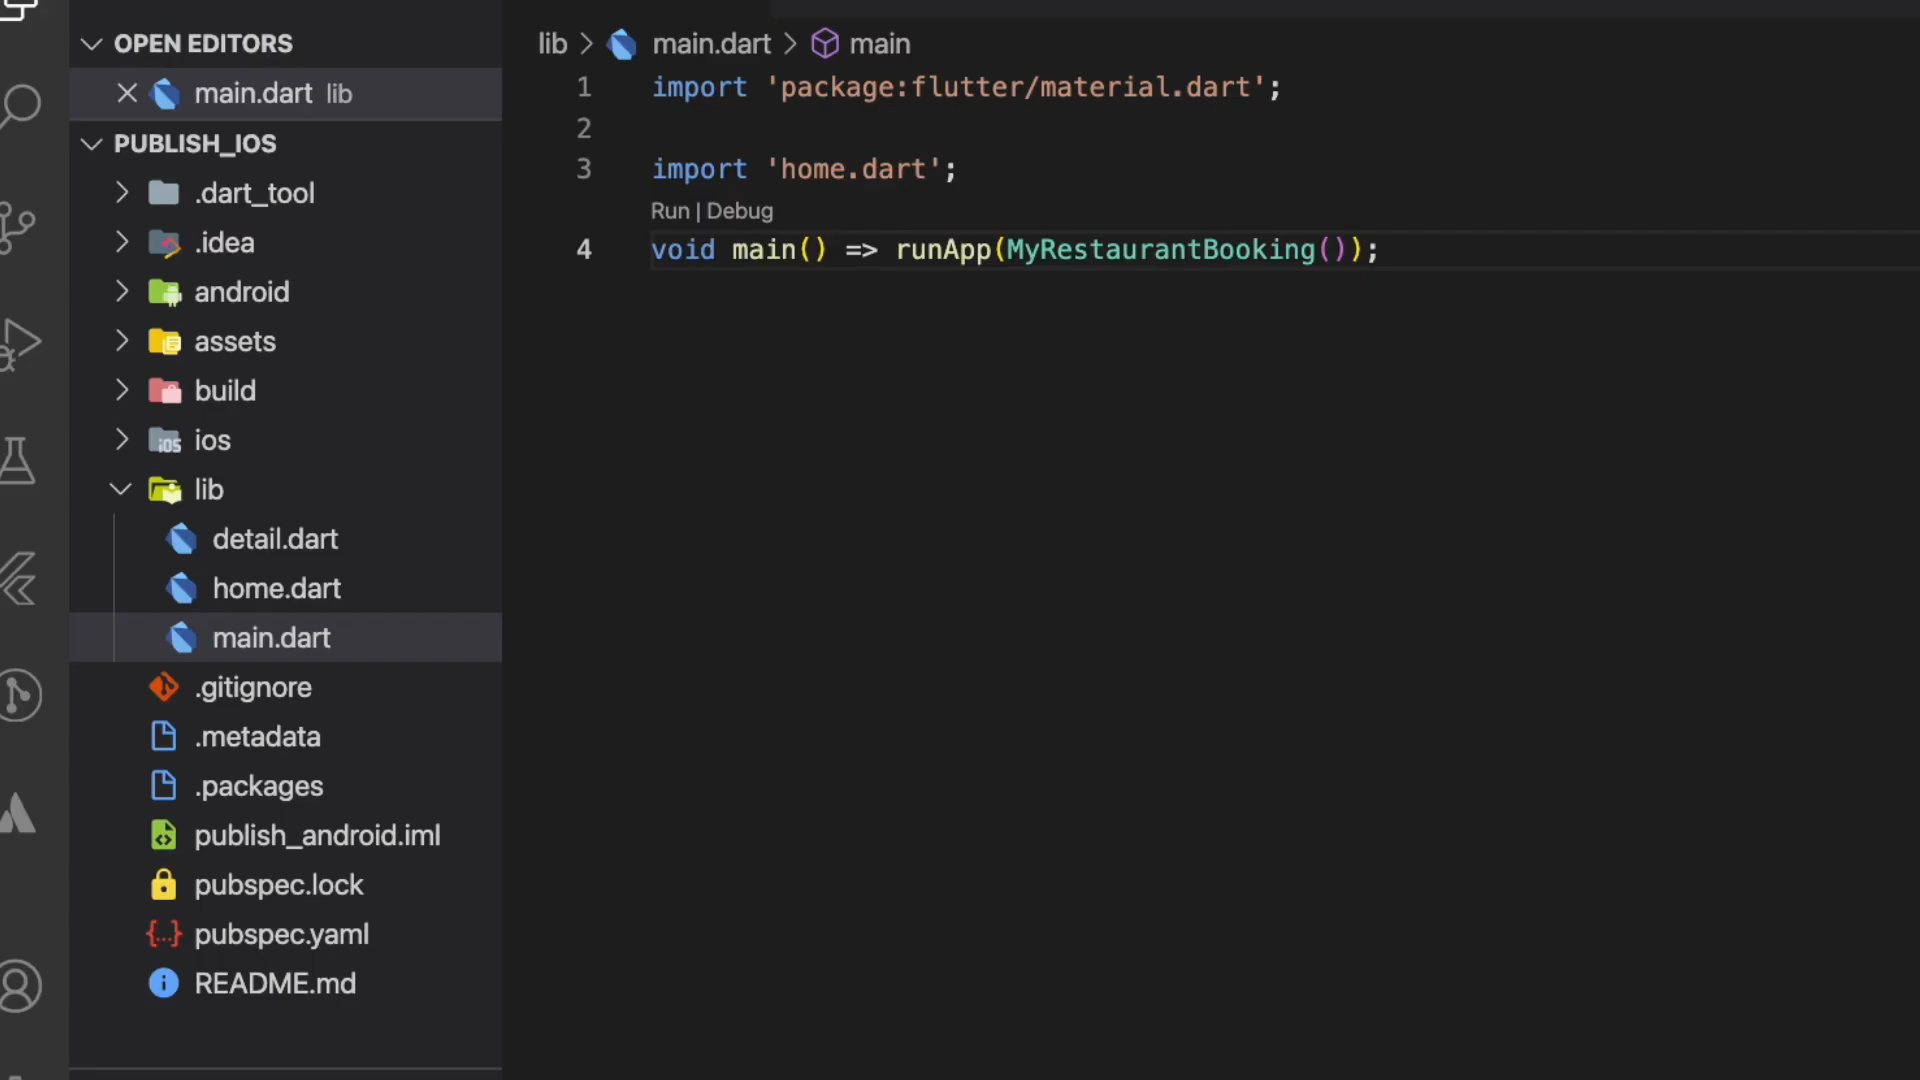 OPEN EDITORS
main.dart lib
PUBLISH_IOS
.dart_tool
.idea
android
assets
build
ios
lib
detail.dart
home.dart
main.dart
.gitignore
.metadata
.packages
publish_android.iml
pubspec.lock
pubspec.yaml
README.md
lib > main.dart > main
1 import 'package:flutter/material.dart';
2
3 import 'home.dart';
Run | Debug
4 void main() => runApp(MyRestaurantBooking());